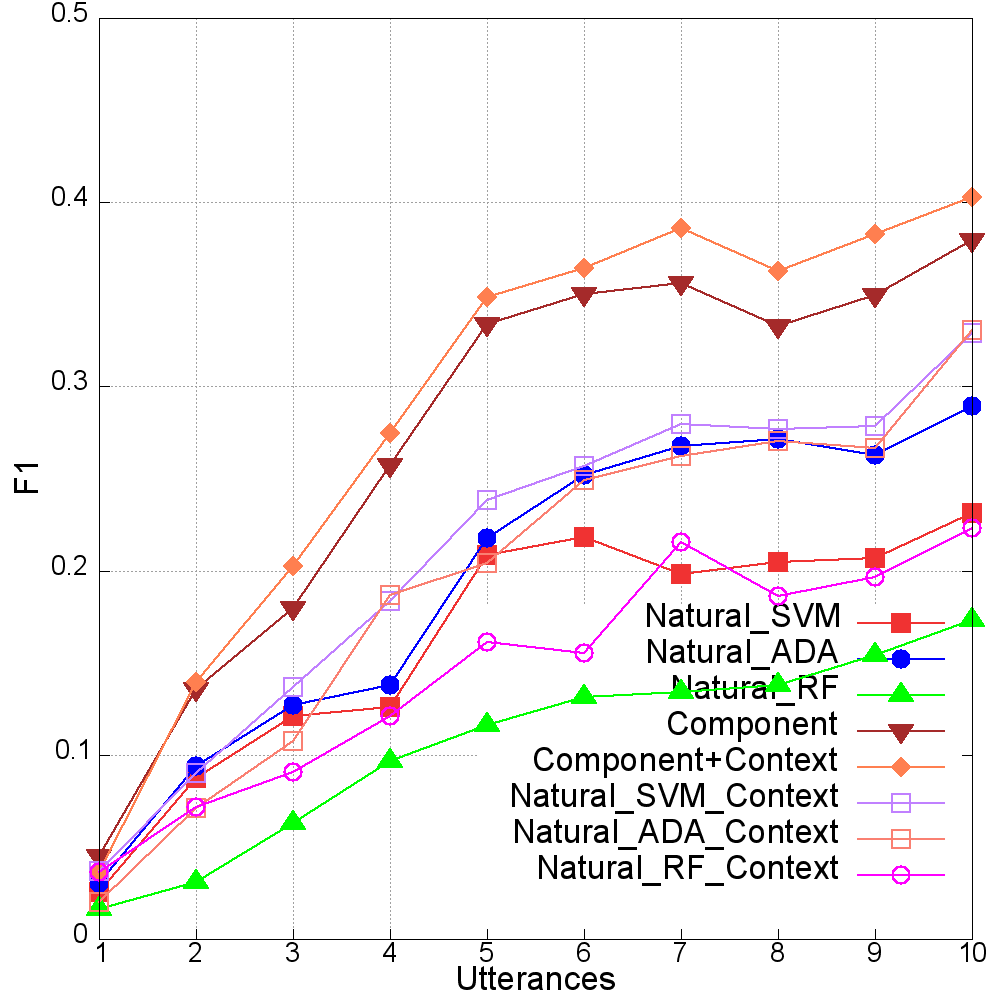 0.5
0.4
0.3
0.2
0.1
0
F1
Natural_SVM
Natural_ADA
Natural_RF
Component
Component+Context
Natural_SVM_Context
Natural_ADA_Context
Natural_RF_Context
1 2 3 4 5 6 7 8 9 10
Utterances